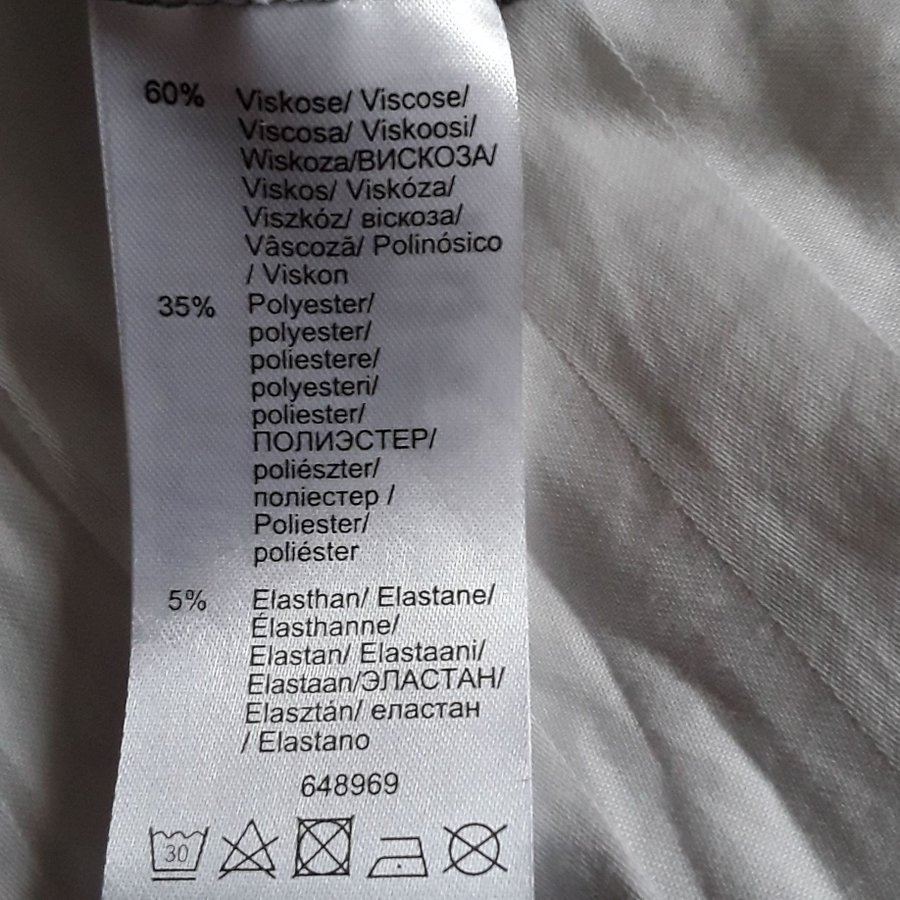 60% Viskose/ Viscose/
Viscosa/ Viskoosi/
Wiskoza/ВИСКОЗА/
Viskos/ Viskóza/
Viszkóz/ віскоза/
Vâscoză/ Polinósico
/ Viskon
35% Polyester/
polyester/
poliestere/
polyesteri/
poliester/
ПОЛИЭСТЕР/
poliészter/
поліестер /
Poliester/
poliéster
5% Elasthan/ Elastane/
Élasthanne/
Elastan/ Elastaani/
Elastaan/ЭЛАСТАН/
Elasztán/ еластан
/ Elastano
648969
30